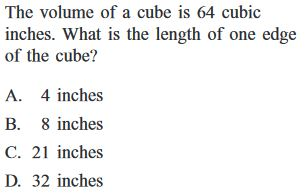 The volume of a cube is 64 cubic
inches. What is the length of one edge
of the cube?
A. 4 inches
B. 8 inches
C. 21 inches
D. 32 inches